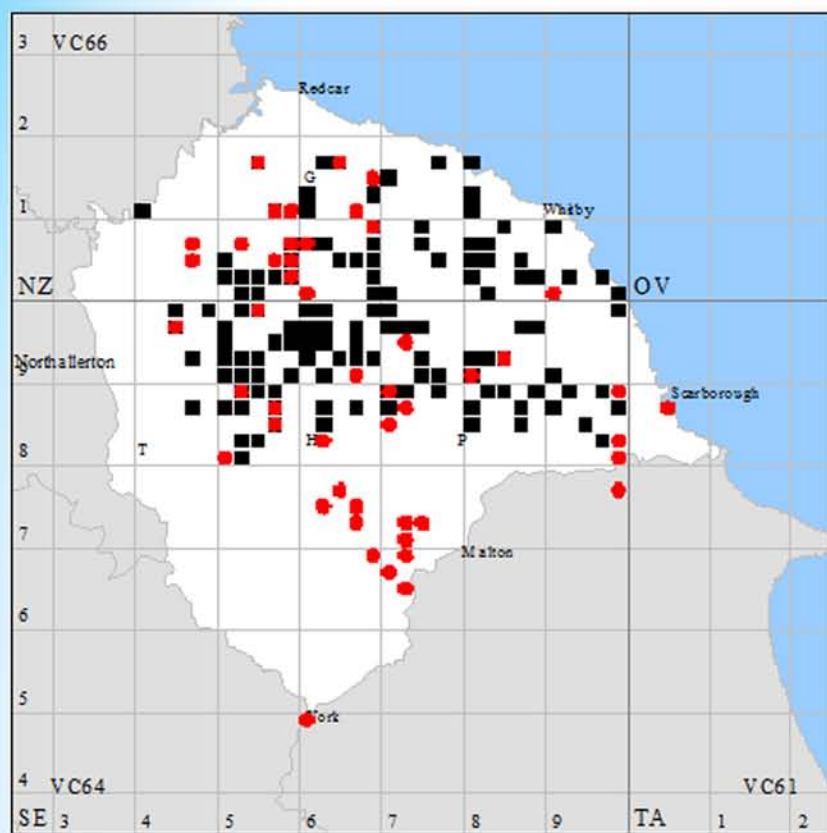 3 VC66
Redcar
2
G
1 Whitby
NZ OV
Northallerton
9
Scarborough
8 T H P
7
Malton
6
5 York
4 VC64 VC61
SE 3 4 5 6 7 8 9 TA 1 2